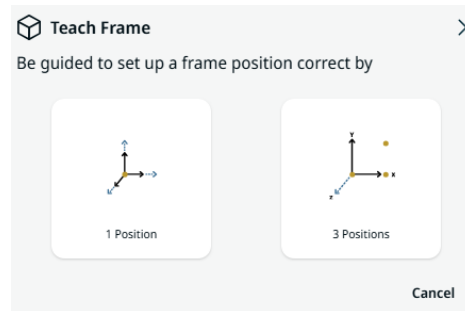 Teach Frame
Be guided to set up a frame position correct by
Y
X
Z
1 Position
3 Positions
Cancel